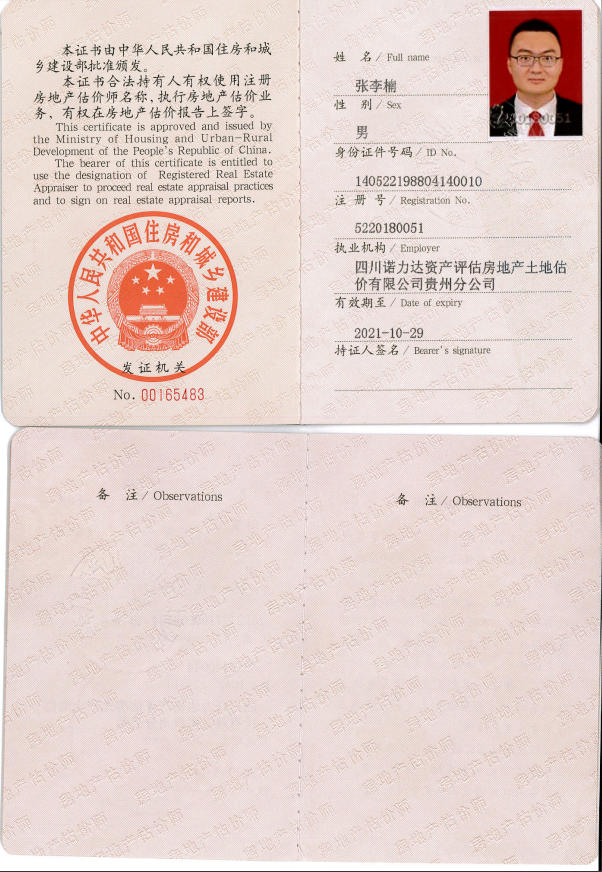 本证书由中华人民共和国住房和城
乡建设部批准颁发。
本证书合法持有人有权使用注册
房地产估价师名称，执行房地产估价业
务，有权在房地产估价报告上签字。
This certificate is approved and issued by
the Ministry of Housing and Urban-Rural
Development of the People's Republic of China.
The bearer of this certificate is entitled to
use the designation of Registered Real Estate
Appraiser to proceed real estate appraisal practices
and to sign on real estate appraisal reports.
中华人民共和国住房和城乡建设部
发证机关
No. 00165483
姓 名 / Full name
张李楠
性 别 / Sex
男
身份证件号码 / ID No.
140522198804140010
注 册 号 / Registration No.
5220180051
执业机构 / Employer
四川诺力达资产评估房地产土地估
价有限公司贵州分公司
有效期至 / Date of expiry
2021-10-29
持证人签名 / Bearer's signature
备 注 / Observations
备 注 / Observations
房地产估价师